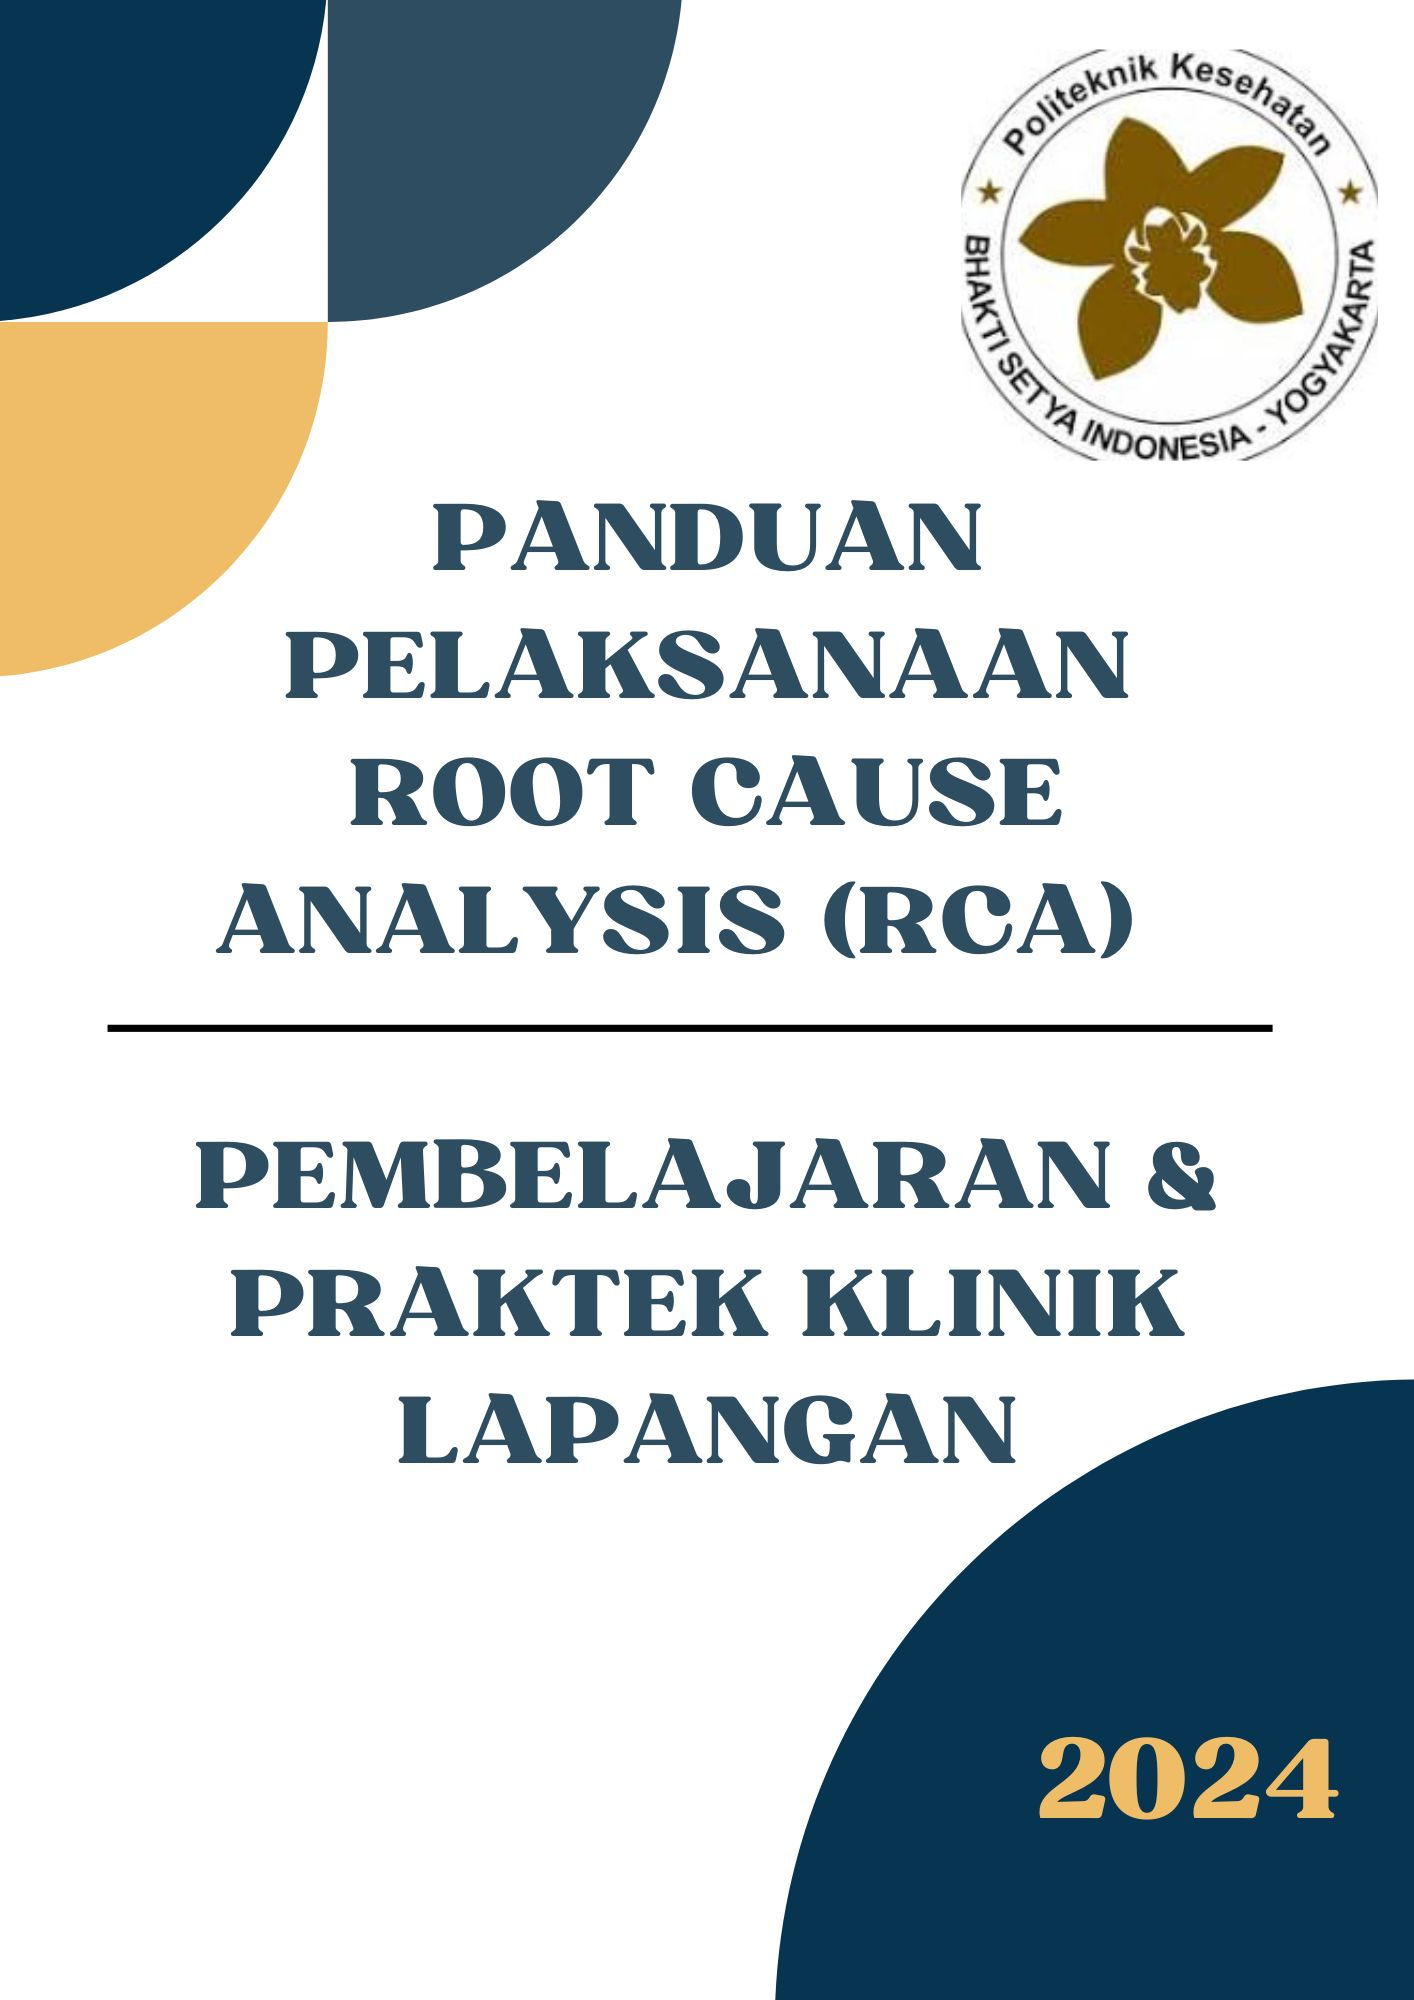 Politeknik Kesehatan
BHAKTI SETYA INDONESIA - YOGYAKARTA
PANDUAN
PELAKSANAAN
ROOT CAUSE
ANALYSIS (RCA)
PEMBELAJARAN &
PRAKTEK KLINIK
LAPANGAN
2024